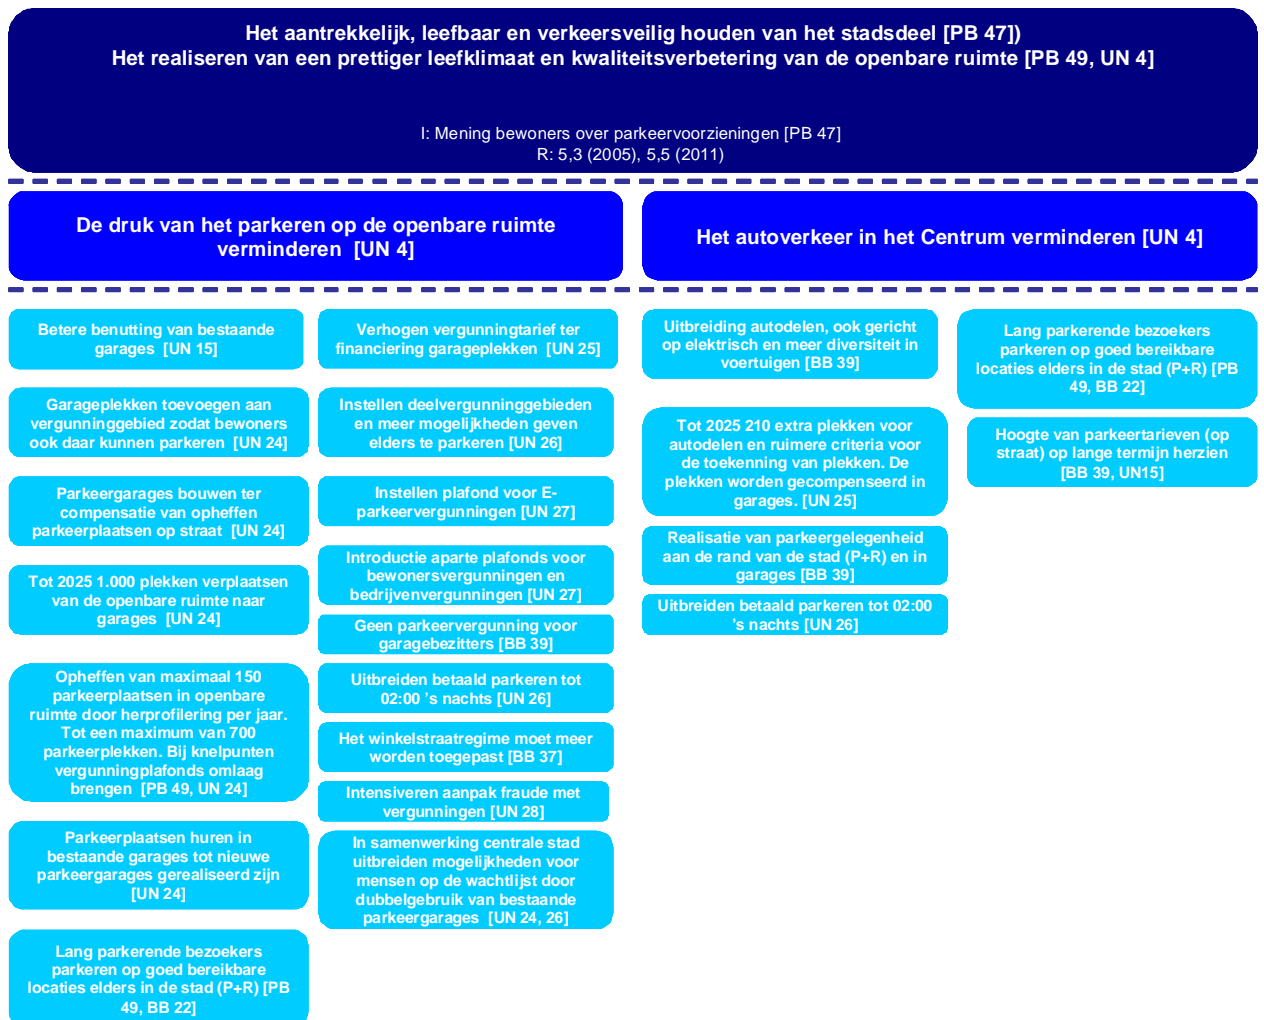 Het aantrekkelijk, leefbaar en verkeersveilig houden van het stadsdeel [PB 47])
Het realiseren van een prettiger leefklimaat en kwaliteitsverbetering van de openbare ruimte [PB 49, UN 4]
I: Mening bewoners over parkeervoorzieningen [PB 47]
R: 5,3 (2005), 5,5 (2011)
De druk van het parkeren op de openbare ruimte
verminderen [UN 4]
Het autoverkeer in het Centrum verminderen [UN 4]
Betere benutting van bestaande
garages [UN 15]
Garageplekken toevoegen aan
vergunninggebied zodat bewoners
ook daar kunnen parkeren [UN 24]
Parkeergarages bouwen ter
compensatie van opheffen
parkeerplaatsen op straat [UN 24]
Tot 2025 1.000 plekken verplaatsen
van de openbare ruimte naar
garages [UN 24]
Opheffen van maximaal 150
parkeerplaatsen in openbare
ruimte door herprofilering per jaar.
Tot een maximum van 700
parkeerplekken. Bij knelpunten
vergunningplafonds omlaag
brengen [PB 49, UN 24]
Parkeerplaatsen huren in
bestaande garages tot nieuwe
parkeergarages gerealiseerd zijn
[UN 24]
Lang parkerende bezoekers
parkeren op goed bereikbare
locaties elders in de stad (P+R) [PB
49, BB 22]
Verhogen vergunningtarief ter
financiering garageplekken [UN 25]
Instellen deelvergunninggebieden
en meer mogelijkheden geven
elders te parkeren [UN 26]
Instellen plafond voor E-
parkeervergunningen [UN 27]
Introductie aparte plafonds voor
bewonersvergunningen en
bedrijvenvergunningen [UN 27]
Geen parkeervergunning voor
garagebezitters [BB 39]
Uitbreiden betaald parkeren tot
02:00 ’s nachts [UN 26]
Het winkelstraatregime moet meer
worden toegepast [BB 37]
Intensiveren aanpak fraude met
vergunningen [UN 28]
In samenwerking centrale stad
uitbreiden mogelijkheden voor
mensen op de wachtlijst door
dubbelgebruik van bestaande
parkeergarages [UN 24, 26]
Uitbreiding autodelen, ook gericht
op elektrisch en meer diversiteit in
voertuigen [BB 39]
Tot 2025 210 extra plekken voor
autodelen en ruimere criteria voor
de toekenning van plekken. De
plekken worden gecompenseerd in
garages. [UN 25]
Realisatie van parkeergelegenheid
aan de rand van de stad (P+R) en in
garages [BB 39]
Uitbreiden betaald parkeren tot 02:00
’s nachts [UN 26]
Lang parkerende bezoekers
parkeren op goed bereikbare
locaties elders in de stad (P+R) [PB
49, BB 22]
Hoogte van parkeertarieven (op
straat) op lange termijn herzien
[BB 39, UN15]